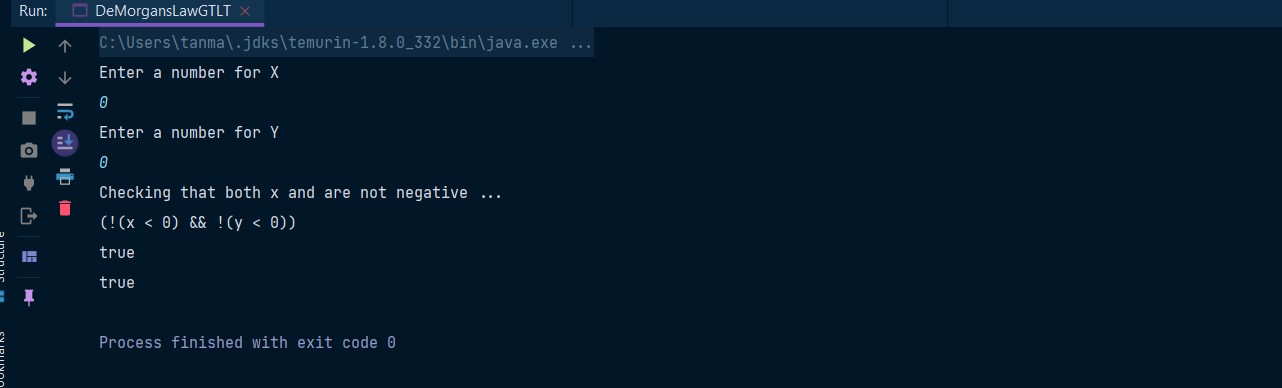 Run:
DeMorgansLawGTLT
C:\Users\tanma\.jdks\temurin-1.8.0_332\bin\java.exe ...
Enter a number for X
0
Enter a number for Y
0
Checking that both x and are not negative ...
(!(x < 0) && !(y < 0))
true
true
Process finished with exit code 0
Structure